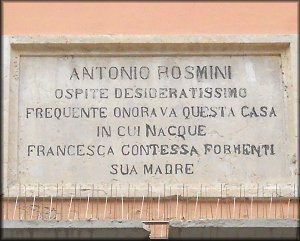 ANTONIO ROSMINI
OSPITE DESIDERATISSIMO
FREQUENTE ONORAVA QUESTA CASA
IN CUI NACQUE
FRANCESCA CONTESSA FORMENTI
SUA MADRE